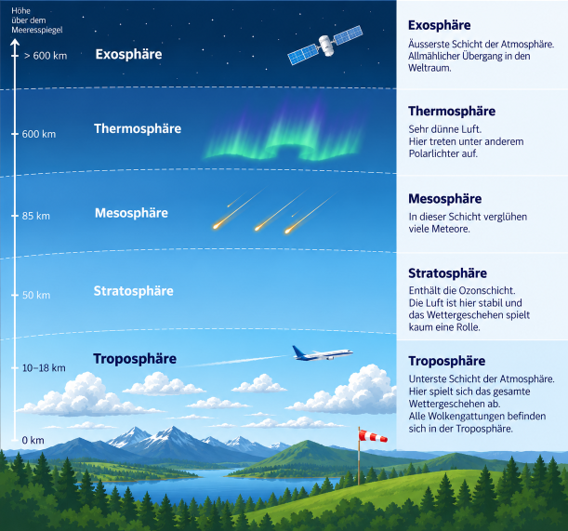 Höhe
über dem
Meeresspiegel
> 600 km
Exosphäre
Exosphäre
Äusserste Schicht der Atmosphäre.
Allmählicher Übergang in den
Weltraum.
600 km
Thermosphäre
Thermosphäre
Sehr dünne Luft.
Hier treten unter anderem
Polarlichter auf.
85 km
Mesosphäre
Mesosphäre
In dieser Schicht verglühen
viele Meteore.
50 km
Stratosphäre
Stratosphäre
Enthält die Ozonschicht.
Die Luft ist hier stabil und
das Wettergeschehen spielt
kaum eine Rolle.
10–18 km
Troposphäre
Troposphäre
Unterste Schicht der Atmosphäre.
Hier spielt sich das gesamte
Wettergeschehen ab.
Alle Wolkengattungen befinden
sich in der Troposphäre.
0 km